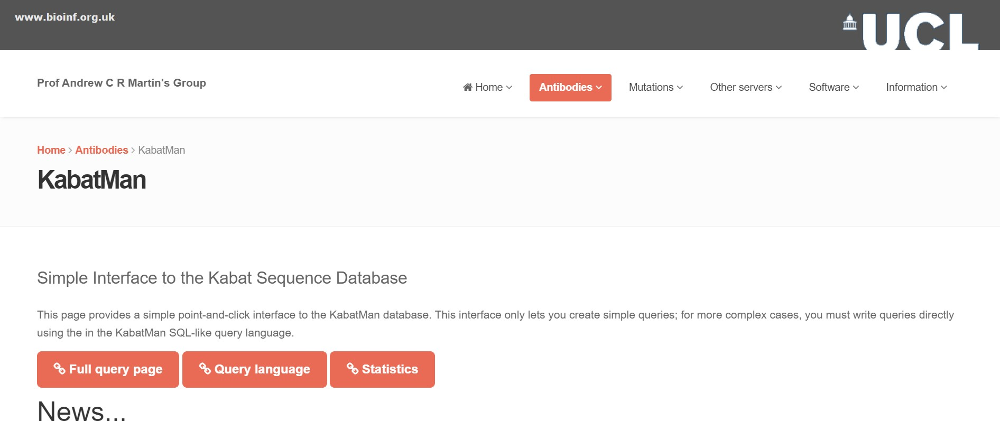 www.bioinf.org.uk
UCL
Prof Andrew C R Martin's Group
Home
Antibodies
Mutations
Other servers
Software
Information
Home > Antibodies > KabatMan
KabatMan
Simple Interface to the Kabat Sequence Database
This page provides a simple point-and-click interface to the KabatMan database. This interface only lets you create simple queries; for more complex cases, you must write queries directly
using the in the KabatMan SQL-like query language.
Full query page
Query language
Statistics
News...